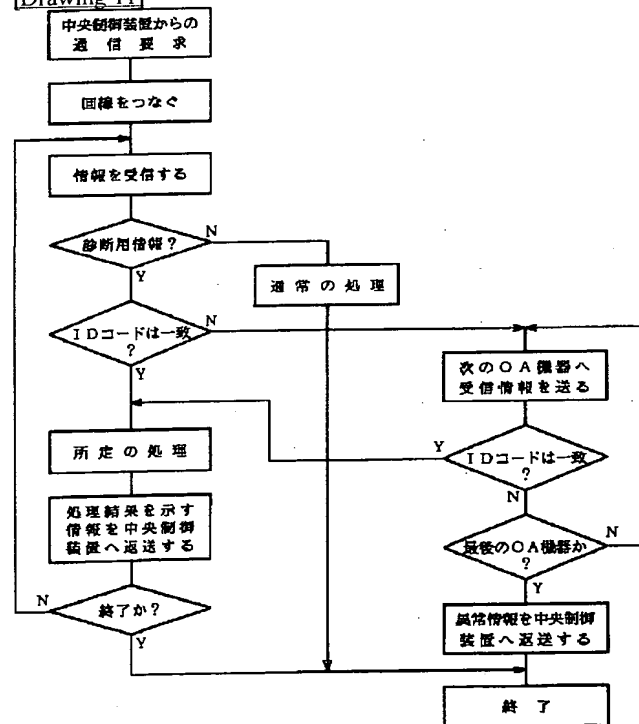 [Drawing 11]
中央制御装置からの
通信要求
回線をつなぐ
情報を受信する
診断用情報？
N
Y
通常の処理
IDコードは一致
？
N
Y
次のOA機器へ
受信情報を送る
所定の処理
Y
IDコードは一致
？
N
処理結果を示す
情報を中央制御
装置へ返送する
最後のOA機器か
？
N
Y
N
終了か？
Y
異常情報を中央制御
装置へ返送する
終了